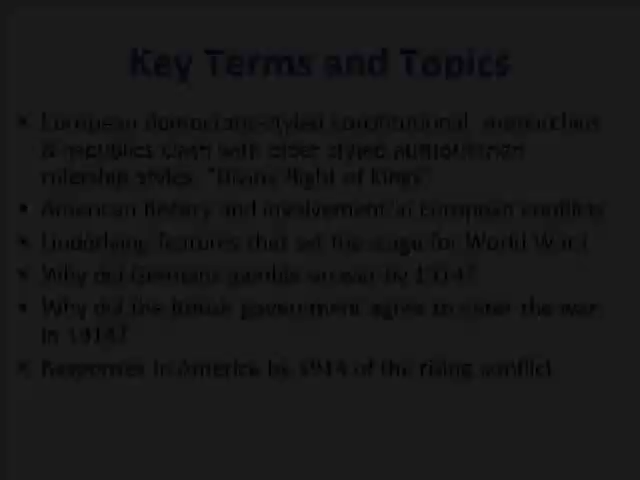 Key Terms and Topics
• European democratic-styled constitutional monarchies
& republics clash with older styled authoritarian
rulership styles. "Divine Right of Kings"
• American history and involvement in European conflicts
• Underlying features that set the stage for World War I
• Why did Germany gamble on war by 1914?
• Why did the British government agree to enter the war
in 1914?
• Responses in America by 1914 of the rising conflict